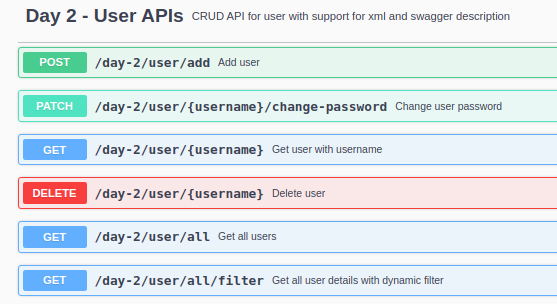 Day 2 - User APIs CRUD API for user with support for xml and swagger description
POST /day-2/user/add Add user
PATCH /day-2/user/{username}/change-password Change user password
GET /day-2/user/{username} Get user with username
DELETE /day-2/user/{username} Delete user
GET /day-2/user/all Get all users
GET /day-2/user/all/filter Get all user details with dynamic filter